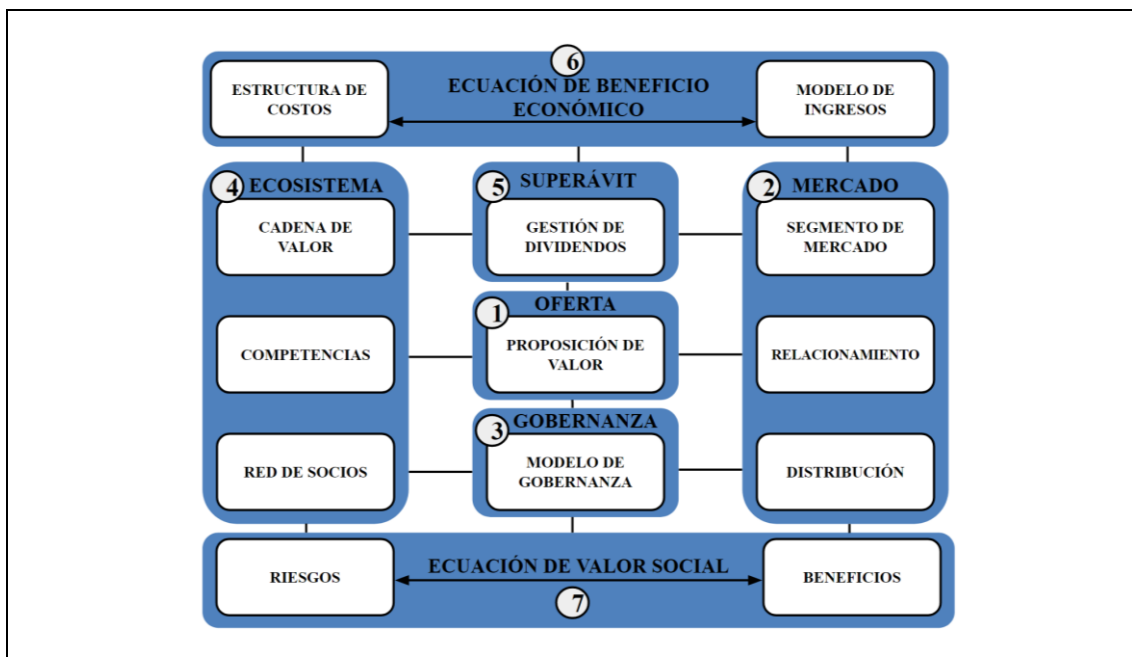 6
ESTRUCTURA DE
COSTOS
ECUACIÓN DE BENEFICIO
ECONÓMICO
MODELO DE
INGRESOS
4 ECOSISTEMA
CADENA DE
VALOR
COMPETENCIAS
RED DE SOCIOS
5 SUPERÁVIT
GESTIÓN DE
DIVIDENDOS
1 OFERTA
PROPOSICIÓN DE
VALOR
3 GOBERNANZA
MODELO DE
GOBERNANZA
2 MERCADO
SEGMENTO DE
MERCADO
RELACIONAMIENTO
DISTRIBUCIÓN
RIESGOS
ECUACIÓN DE VALOR SOCIAL
7
BENEFICIOS